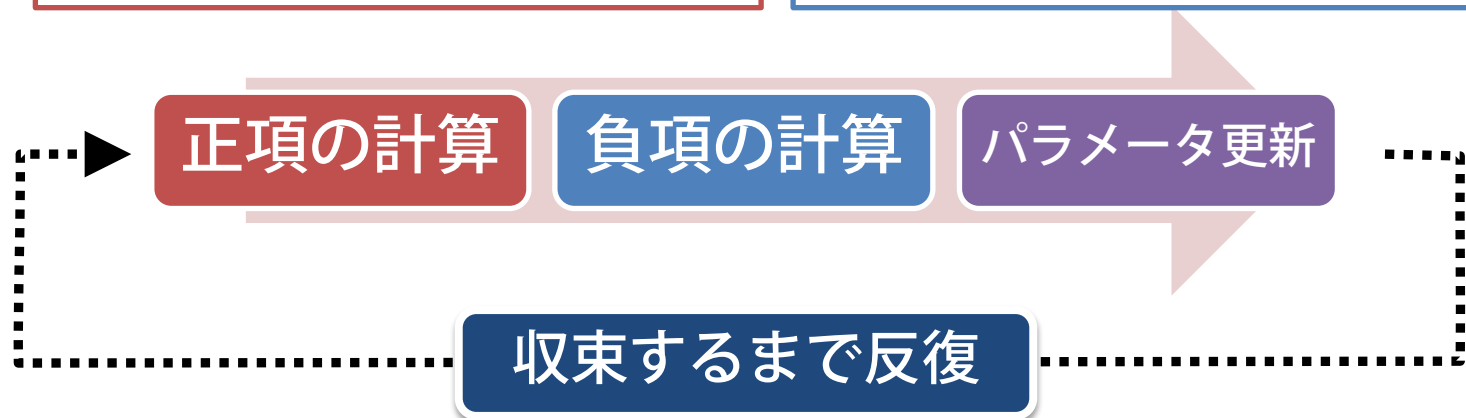 正項の計算
負項の計算
パラメータ更新
収束するまで反復